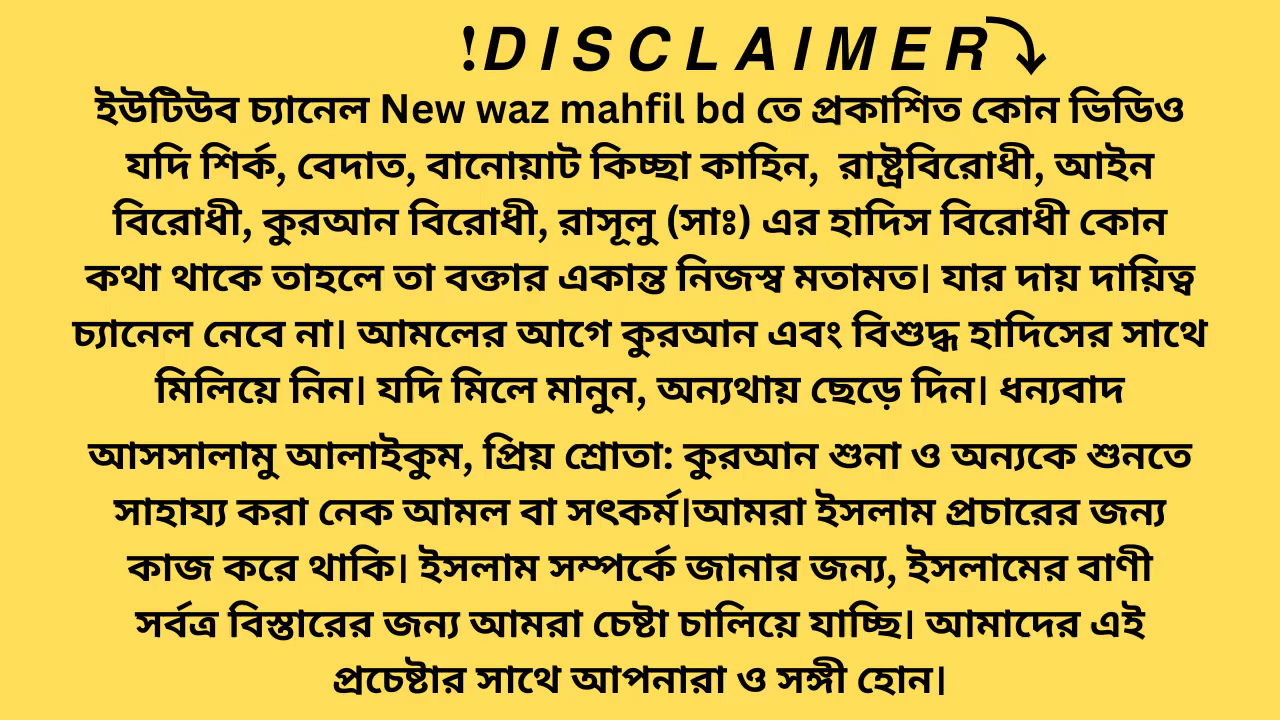 !DISCLAIMER
ইউটিউব চ্যানেল New waz mahfil bd তে প্রকাশিত কোন ভিডিও
যদি শির্ক, বেদাত, বানোয়াট কিচ্ছা কাহিন, রাষ্ট্রবিরোধী, আইন
বিরোধী, কুরআন বিরোধী, রাসূলু (সাঃ) এর হাদিস বিরোধী কোন
কথা থাকে তাহলে তা বক্তার একান্ত নিজস্ব মতামত। যার দায় দায়িত্ব
চ্যানেল নেবে না। আমলের আগে কুরআন এবং বিশুদ্ধ হাদিসের সাথে
মিলিয়ে নিন। যদি মিলে মানুন, অন্যথায় ছেড়ে দিন। ধন্যবাদ
আসসালামু আলাইকুম, প্রিয় শ্রোতা: কুরআন শুনা ও অন্যকে শুনতে
সাহায্য করা নেক আমল বা সৎকর্ম।আমরা ইসলাম প্রচারের জন্য
কাজ করে থাকি। ইসলাম সম্পর্কে জানার জন্য, ইসলামের বাণী
সর্বত্র বিস্তারের জন্য আমরা চেষ্টা চালিয়ে যাচ্ছি। আমাদের এই
প্রচেষ্টার সাথে আপনারা ও সঙ্গী হোন।